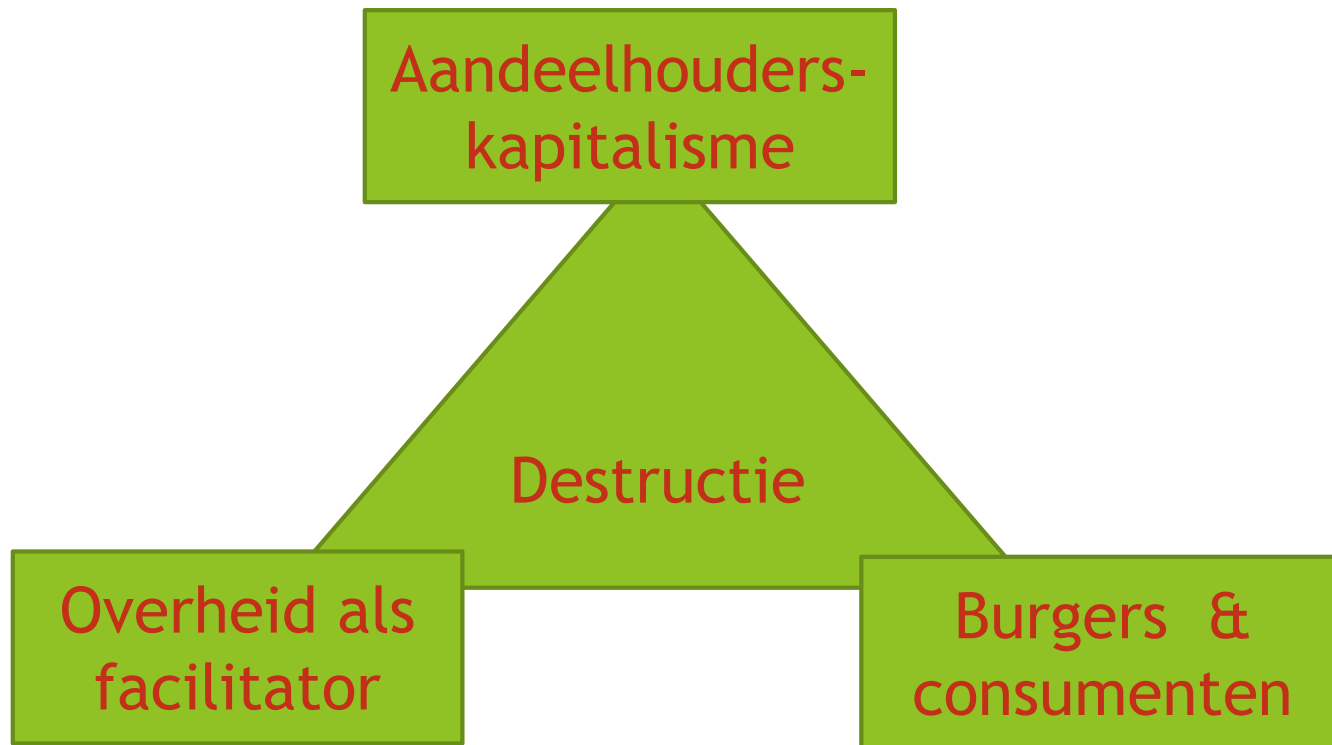 Aandeelhouders-
kapitalisme
Destructie
Overheid als
facilitator
Burgers &
consumenten